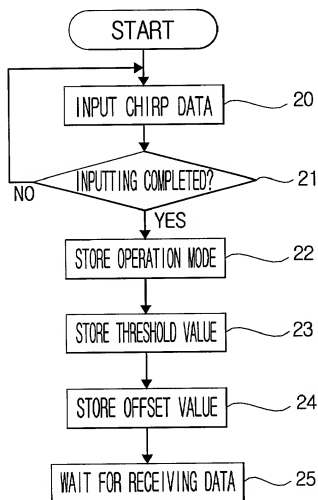 START
INPUT CHIRP DATA
20
INPUTTING COMPLETED?
21
NO
YES
STORE OPERATION MODE
22
STORE THRESHOLD VALUE
23
STORE OFFSET VALUE
24
WAIT FOR RECEIVING DATA
25